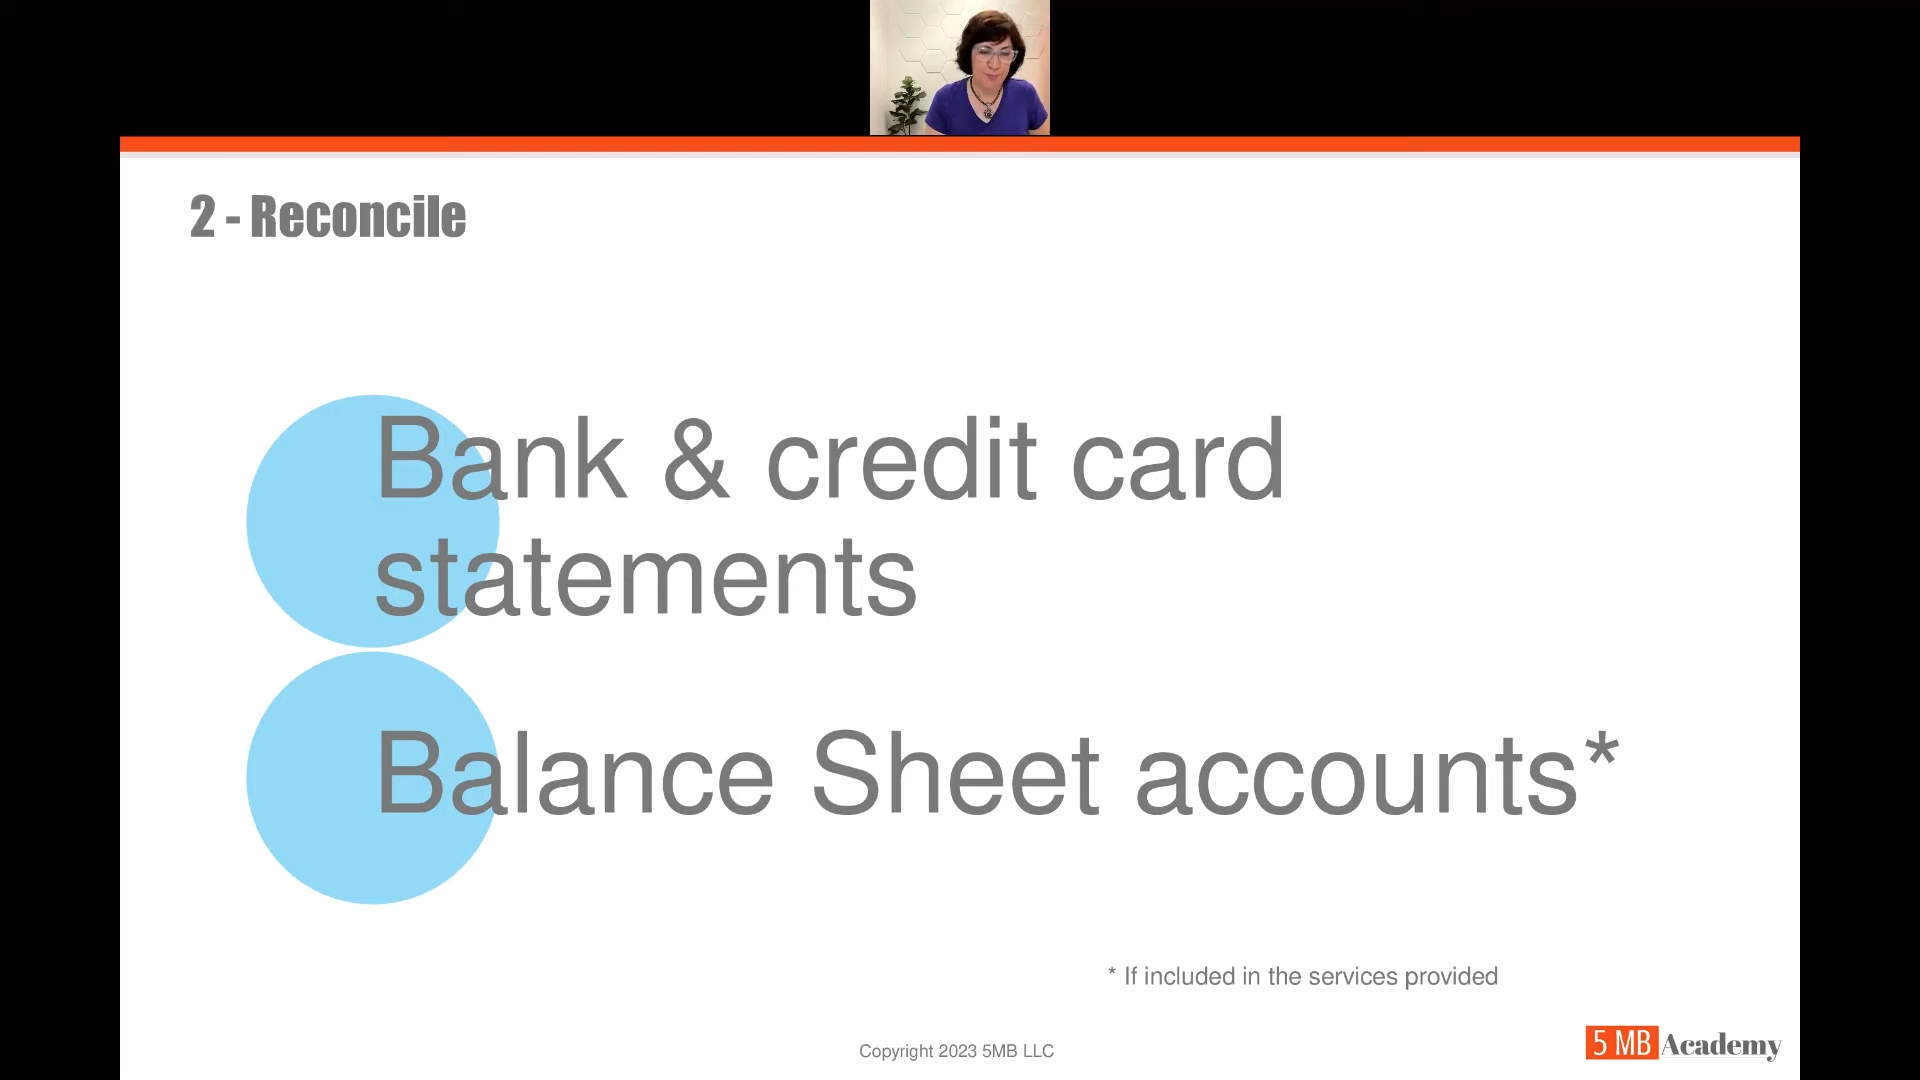 2 - Reconcile
Bank & credit card
statements
Balance Sheet accounts*
* If included in the services provided
Copyright 2023 5MB LLC
5 MB Academy